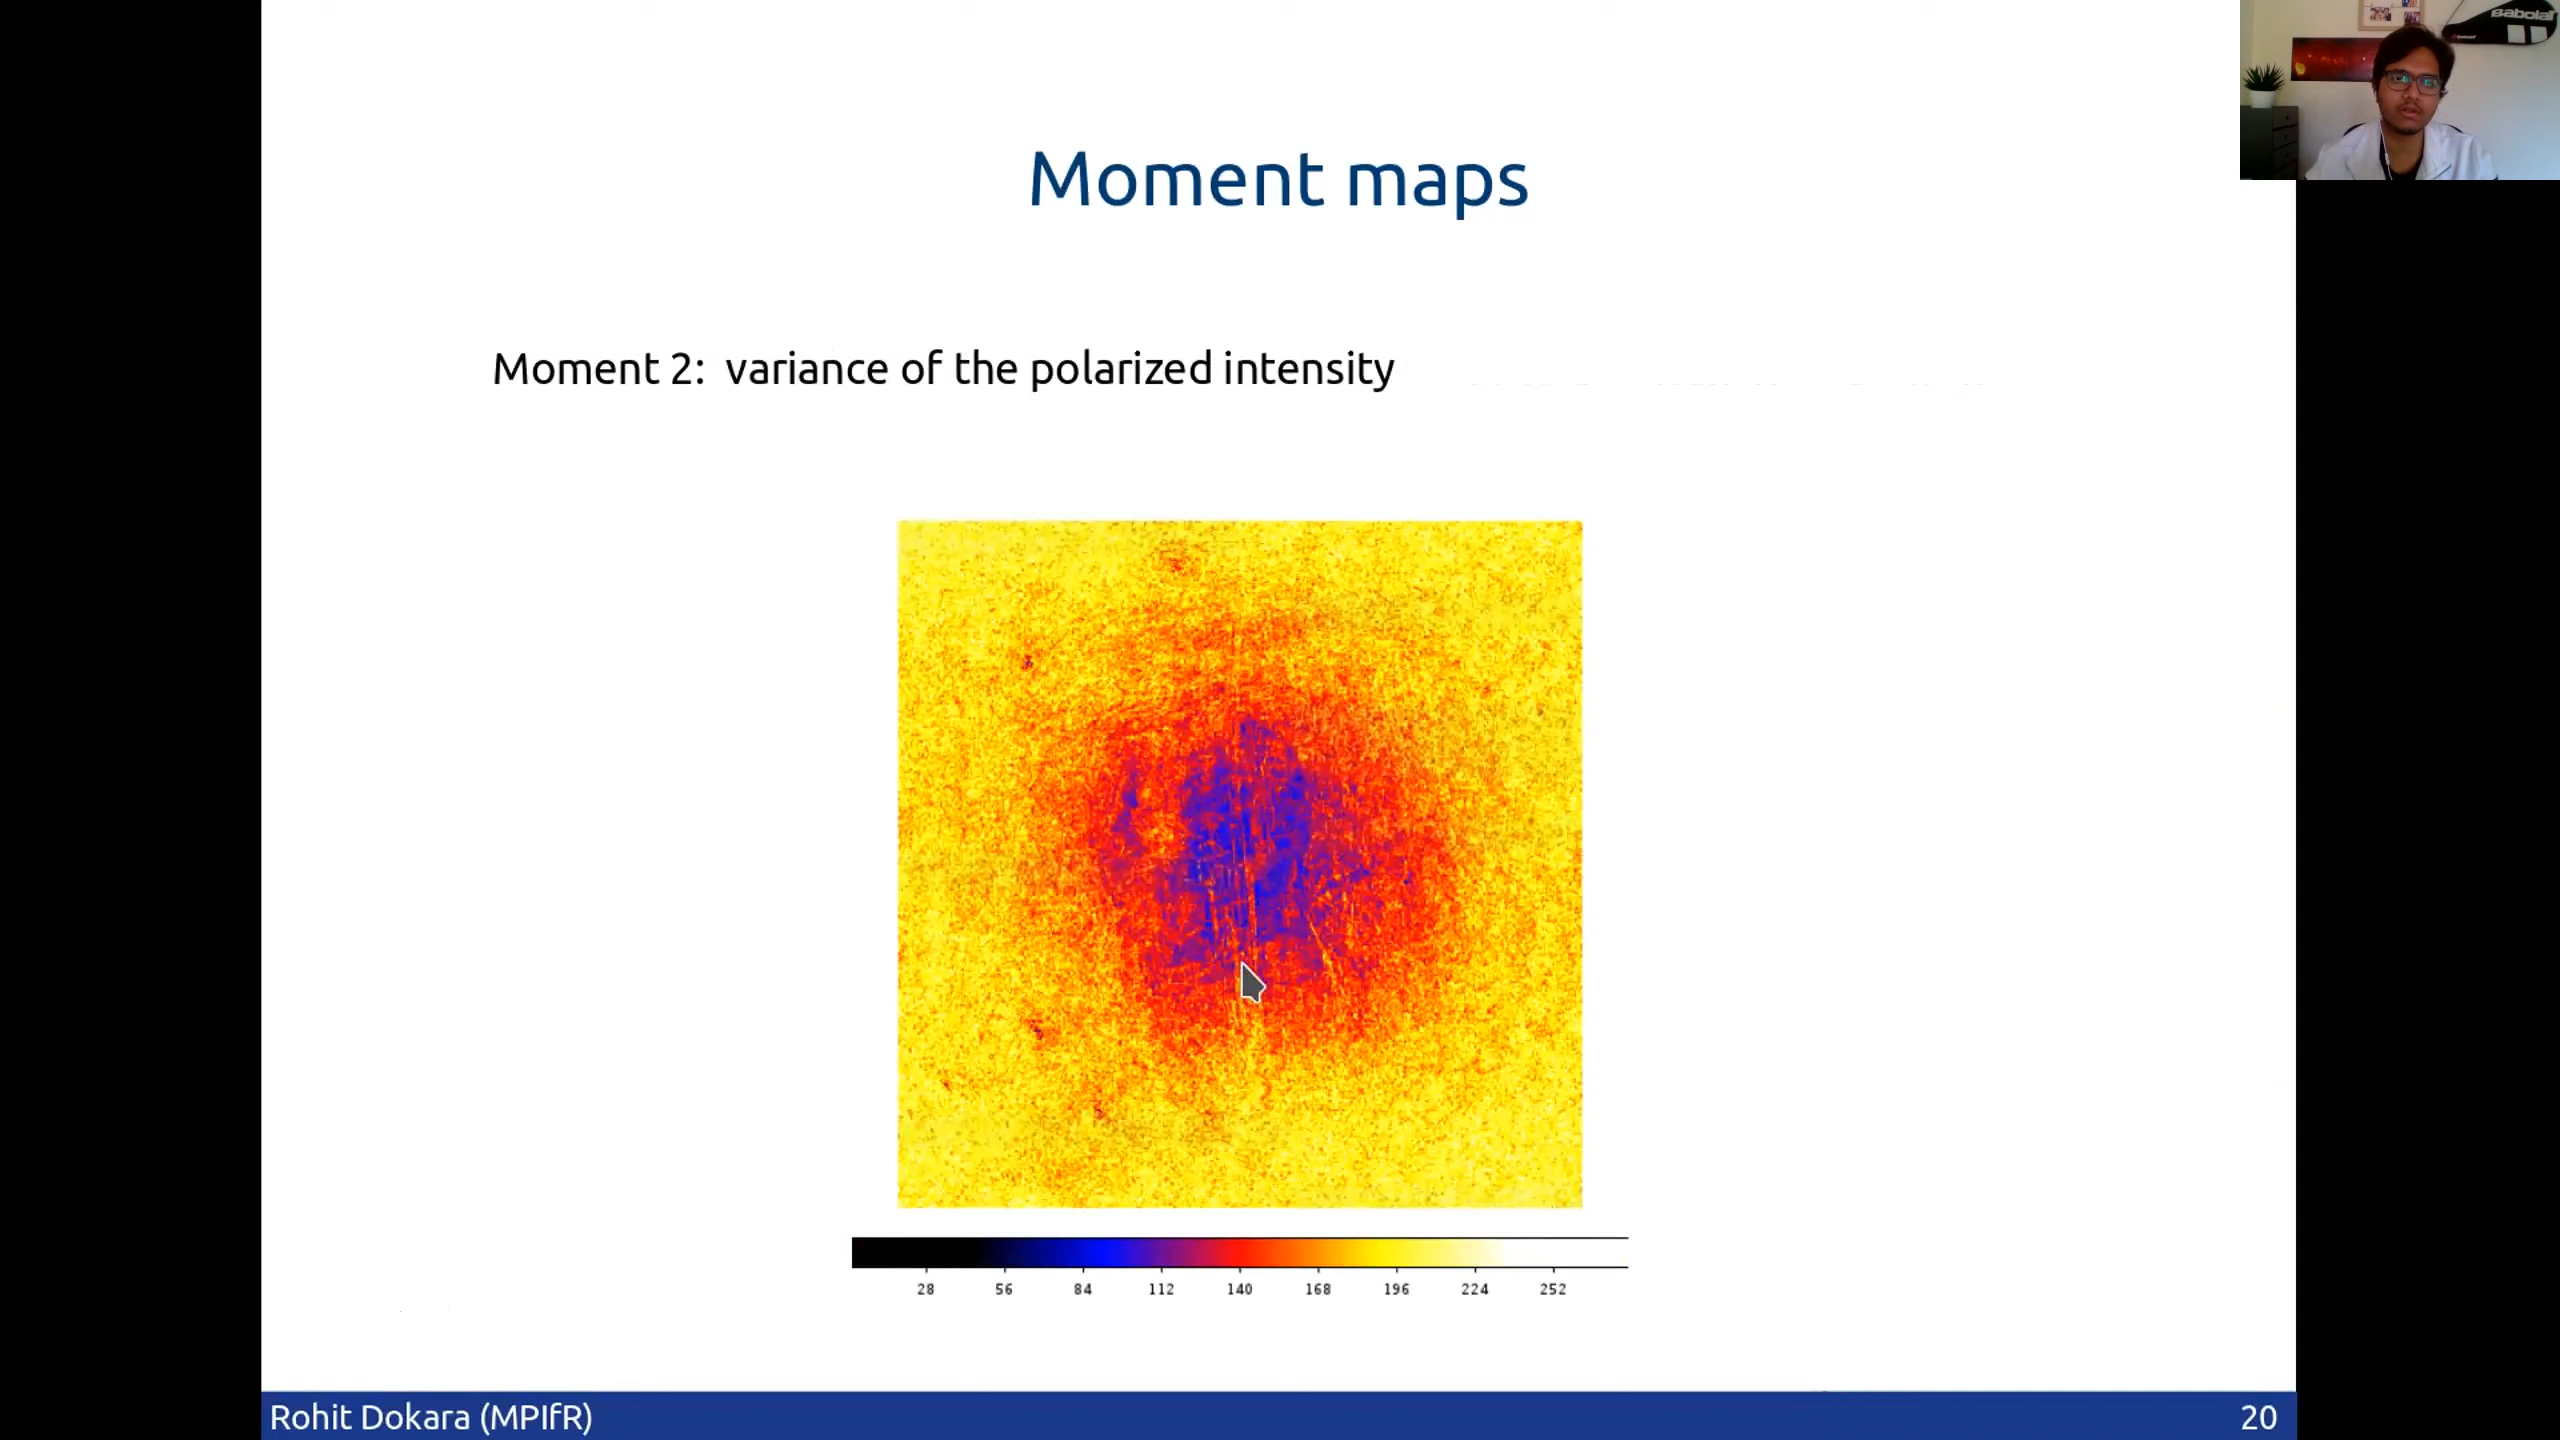 Babolat
Moment maps
Moment 2: variance of the polarized intensity
28 56 84 112 140 168 196 224 252
Rohit Dokara (MPIfR)
20